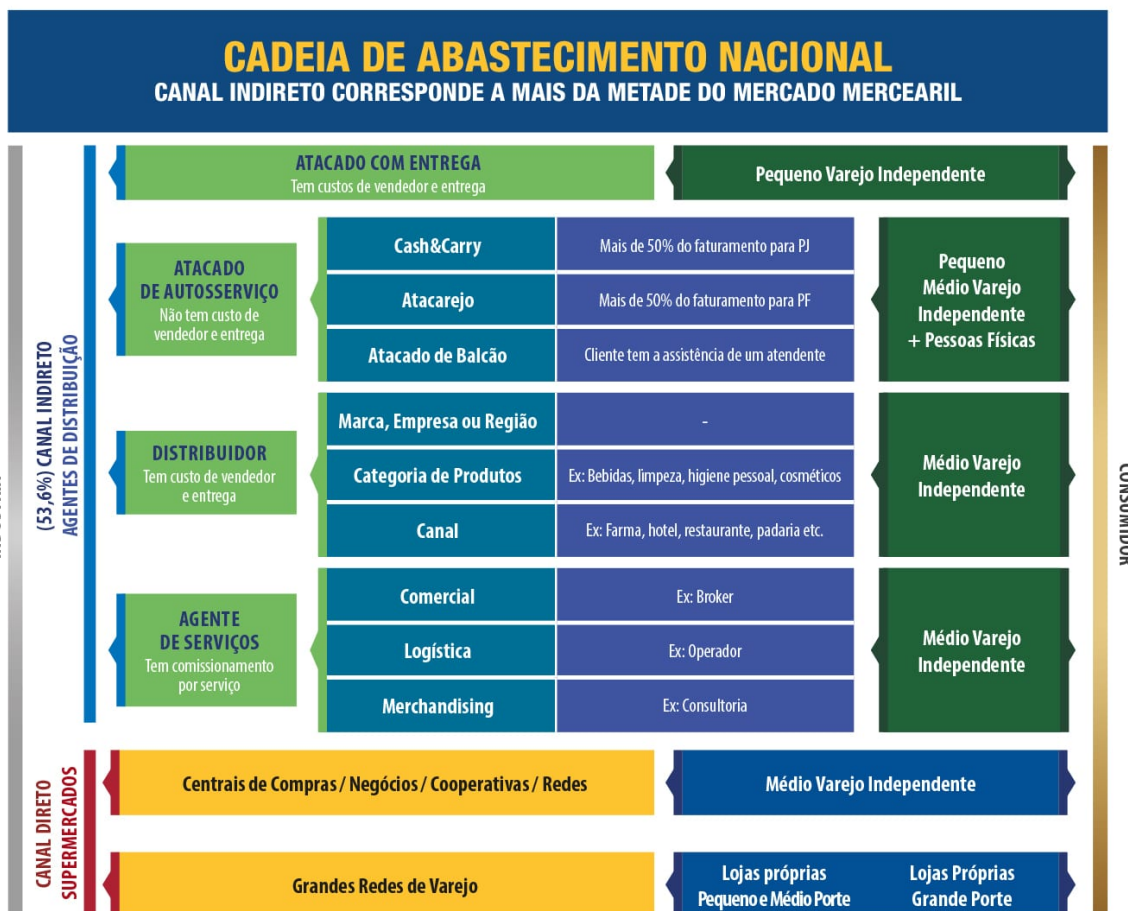 CADEIA DE ABASTECIMENTO NACIONAL
CANAL INDIRETO CORRESPONDE A MAIS DA METADE DO MERCADO MERCEARIL
(53,6%) CANAL INDIRETO
AGENTES DE DISTRIBUIÇÃO
ATACADO COM ENTREGA
Tem custos de vendedor e entrega
Pequeno Varejo Independente
ATACADO
DE AUTOSSERVIÇO
Não tem custo de
vendedor e entrega
Cash&Carry
Mais de 50% do faturamento para PJ
Atacarejo
Mais de 50% do faturamento para PF
Atacado de Balcão
Cliente tem a assistência de um atendente
Pequeno
Médio Varejo
Independente
+ Pessoas Físicas
DISTRIBUIDOR
Tem custo de vendedor
e entrega
Marca, Empresa ou Região
-
Categoria de Produtos
Ex: Bebidas, limpeza, higiene pessoal, cosméticos
Canal
Ex: Farma, hotel, restaurante, padaria etc.
Médio Varejo
Independente
AGENTE
DE SERVIÇOS
Tem comissionamento
por serviço
Comercial
Ex: Broker
Logística
Ex: Operador
Merchandising
Ex: Consultoria
Médio Varejo
Independente
CANAL DIRETO
SUPERMERCADOS
Centrais de Compras / Negócios / Cooperativas / Redes
Médio Varejo Independente
Grandes Redes de Varejo
Lojas próprias
Pequeno e Médio Porte
Lojas Próprias
Grande Porte
CONSUMIDOR